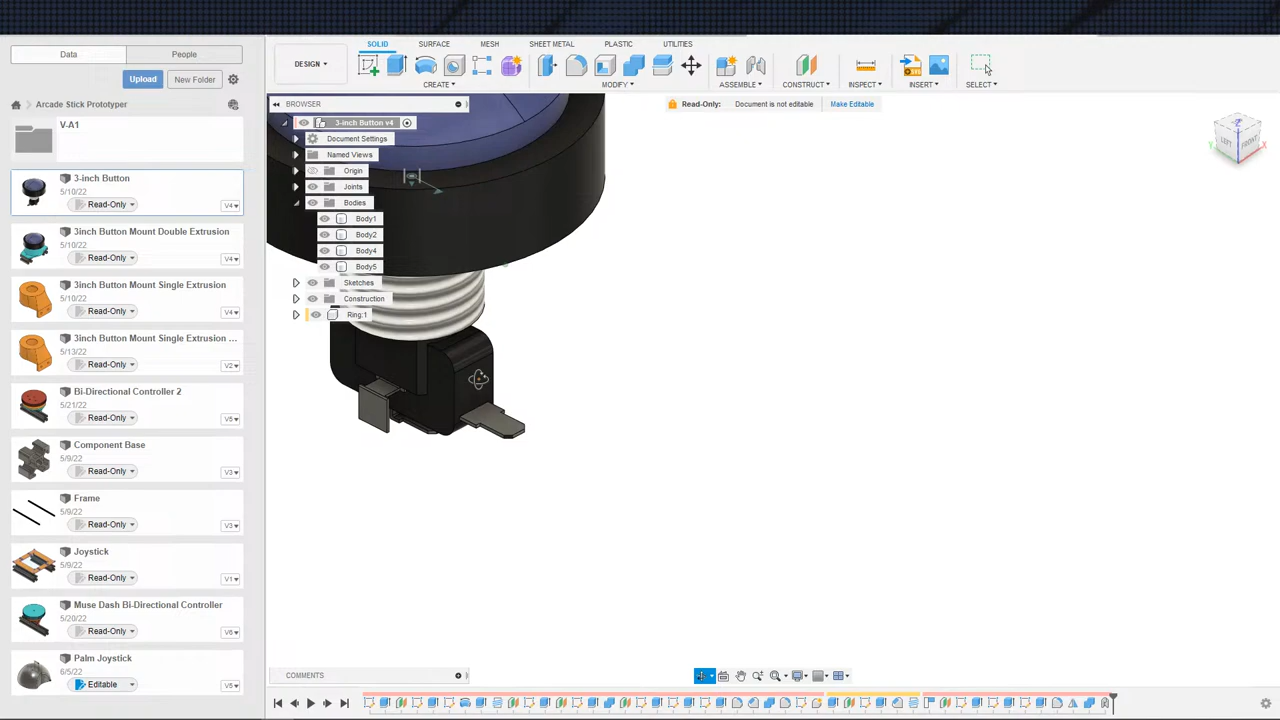 Data People
Upload New Folder
Arcade Stick Prototyper
V-A1
3-inch Button
5/10/22
Read-Only V4
3inch Button Mount Double Extrusion
5/10/22
Read-Only V4
3inch Button Mount Single Extrusion
5/10/22
Read-Only V4
3inch Button Mount Single Extrusion ...
5/13/22
Read-Only V2
Bi-Directional Controller 2
5/21/22
Read-Only V5
Component Base
5/9/22
Read-Only V3
Frame
5/9/22
Read-Only V3
Joystick
5/9/22
Read-Only V1
Muse Dash Bi-Directional Controller
5/20/22
Read-Only V6
Palm Joystick
6/5/22
Editable V5
DESIGN
SOLID SURFACE MESH SHEET METAL PLASTIC UTILITIES
CREATE MODIFY ASSEMBLE CONSTRUCT INSPECT INSERT SELECT
BROWSER
Read-Only: Document is not editable Make Editable
3-inch Button v4
Document Settings
Named Views
Origin
Joints
Bodies
Body1
Body2
Body4
Body5
Sketches
Construction
Ring:1
LEFT FRONT
Y X
COMMENTS